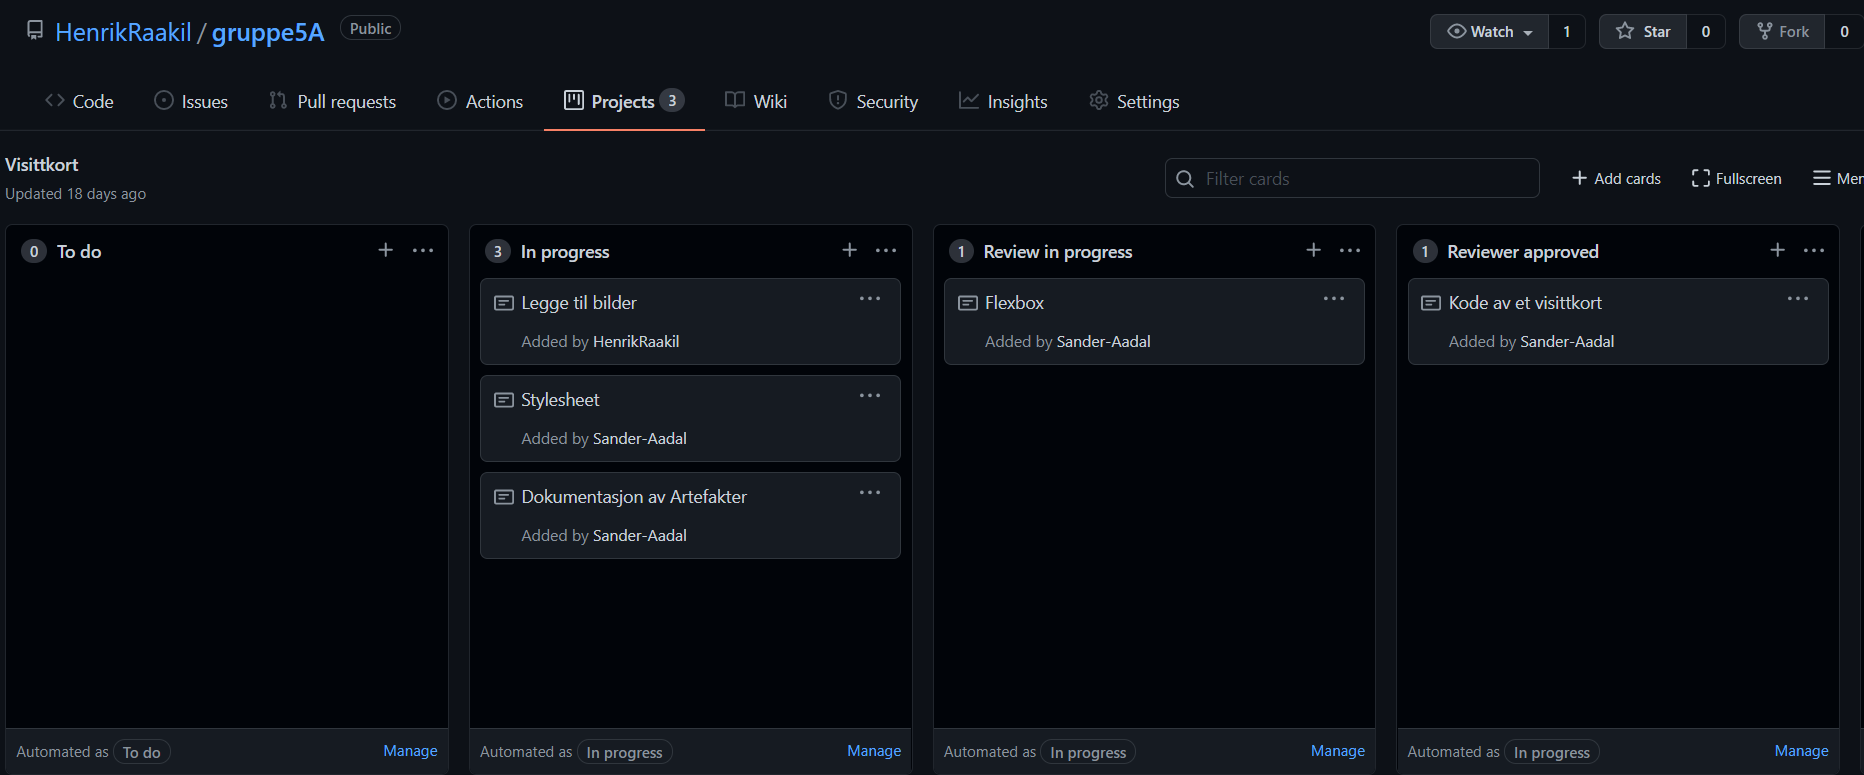 HenrikRaakil / gruppe5A Public
Watch 1 Star 0 Fork 0
Code Issues Pull requests Actions Projects 3 Wiki Security Insights Settings
Visittkort
Updated 18 days ago
Filter cards
Add cards Fullscreen Men
0 To do
Automated as To do Manage
3 In progress
Legge til bilder
Added by HenrikRaakil
Stylesheet
Added by Sander-Aadal
Dokumentasjon av Artefakter
Added by Sander-Aadal
Automated as In progress Manage
1 Review in progress
Flexbox
Added by Sander-Aadal
Automated as In progress Manage
1 Reviewer approved
Kode av et visittkort
Added by Sander-Aadal
Automated as In progress Manage